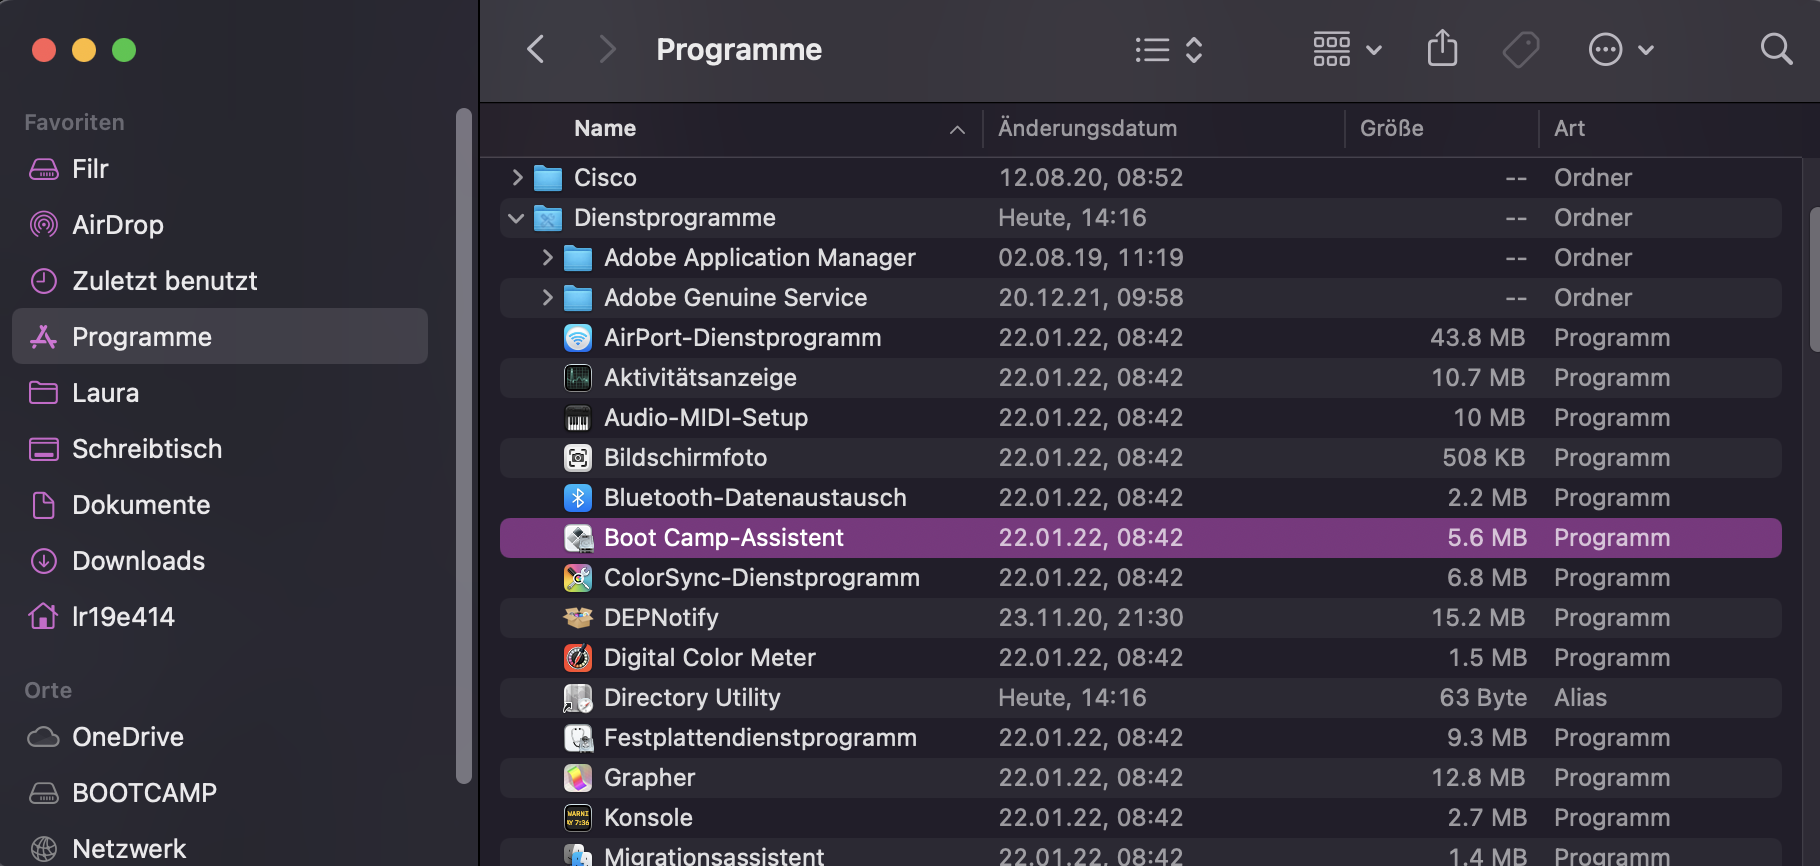 Programme
Favoriten
Filr
AirDrop
Zuletzt benutzt
Programme
Laura
Schreibtisch
Dokumente
Downloads
lr19e414
Orte
OneDrive
BOOTCAMP
Netzwerk
Name Änderungsdatum Größe Art
Cisco 12.08.20, 08:52 -- Ordner
Dienstprogramme Heute, 14:16 -- Ordner
Adobe Application Manager 02.08.19, 11:19 -- Ordner
Adobe Genuine Service 20.12.21, 09:58 -- Ordner
AirPort-Dienstprogramm 22.01.22, 08:42 43.8 MB Programm
Aktivitätsanzeige 22.01.22, 08:42 10.7 MB Programm
Audio-MIDI-Setup 22.01.22, 08:42 10 MB Programm
Bildschirmfoto 22.01.22, 08:42 508 KB Programm
Bluetooth-Datenaustausch 22.01.22, 08:42 2.2 MB Programm
Boot Camp-Assistent 22.01.22, 08:42 5.6 MB Programm
ColorSync-Dienstprogramm 22.01.22, 08:42 6.8 MB Programm
DEPNotify 23.11.20, 21:30 15.2 MB Programm
Digital Color Meter 22.01.22, 08:42 1.5 MB Programm
Directory Utility Heute, 14:16 63 Byte Alias
Festplattendienstprogramm 22.01.22, 08:42 9.3 MB Programm
Grapher 22.01.22, 08:42 12.8 MB Programm
Konsole 22.01.22, 08:42 2.7 MB Programm
Migrationsassistent 22.01.22, 08:42 1.4 MB Programm